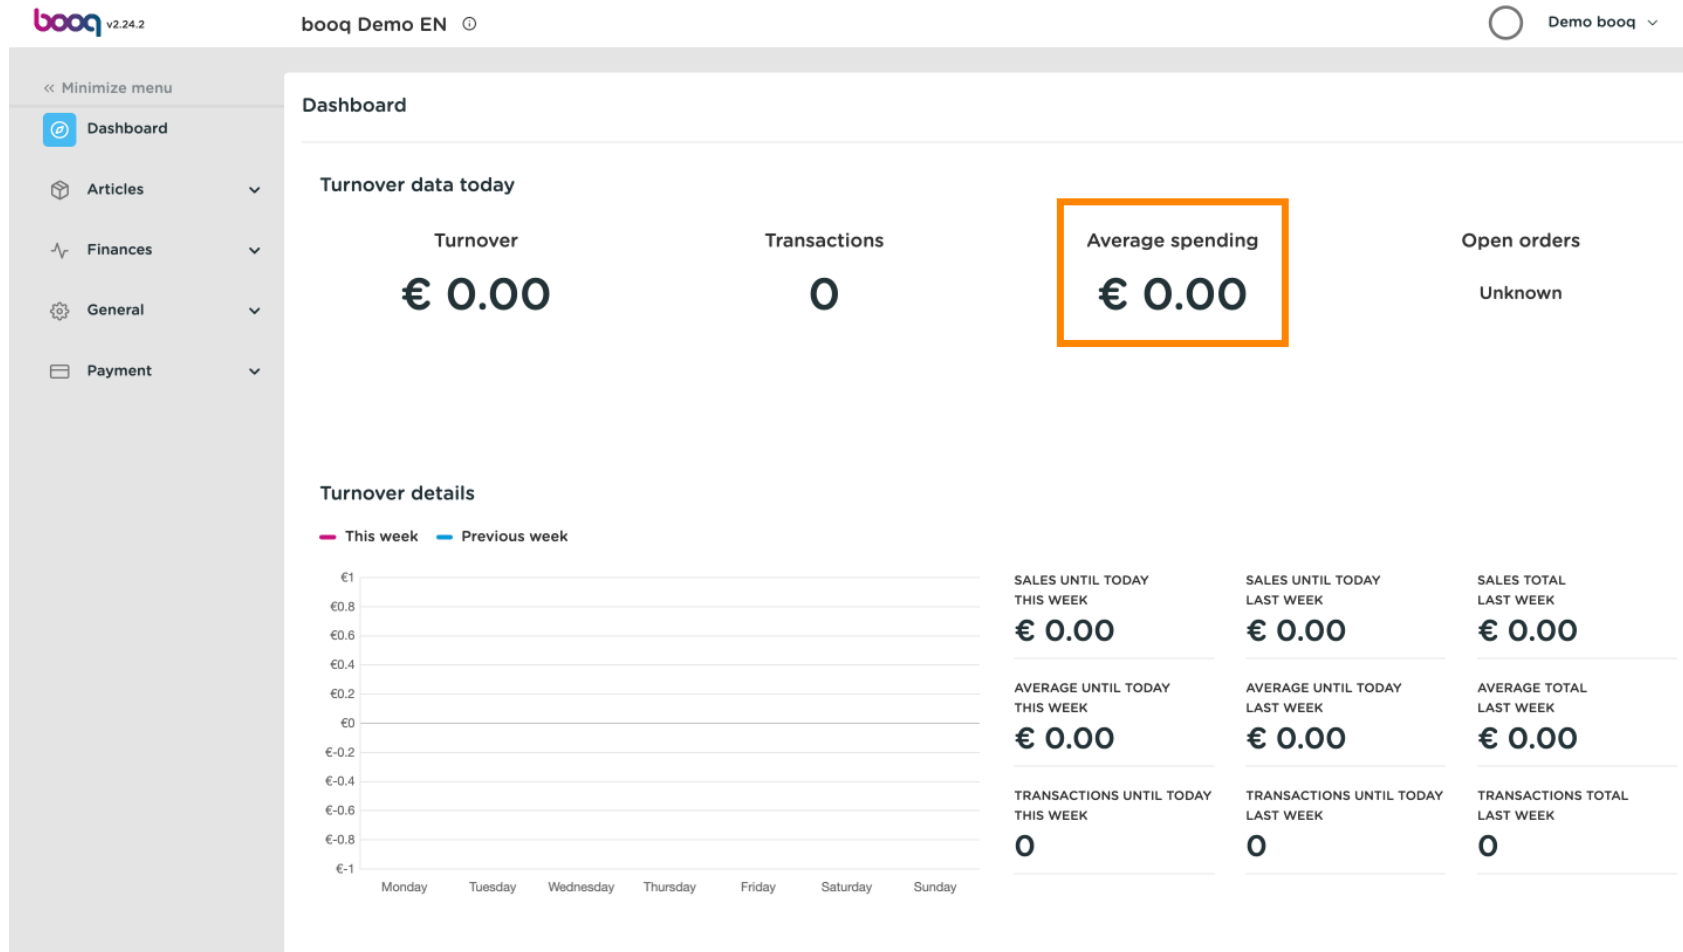 booq v2.24.2
booq Demo EN
Demo booq
Minimize menu
Dashboard
Articles
Finances
General
Payment
Dashboard
Turnover data today
Turnover
€ 0.00
Transactions
0
Average spending
€ 0.00
Open orders
Unknown
Turnover details
This week
Previous week
€1
€0.8
€0.6
€0.4
€0.2
€0
€-0.2
€-0.4
€-0.6
€-0.8
€-1
Monday Tuesday Wednesday Thursday Friday Saturday Sunday
SALES UNTIL TODAY
THIS WEEK
€ 0.00
SALES UNTIL TODAY
LAST WEEK
€ 0.00
SALES TOTAL
LAST WEEK
€ 0.00
AVERAGE UNTIL TODAY
THIS WEEK
€ 0.00
AVERAGE UNTIL TODAY
LAST WEEK
€ 0.00
AVERAGE TOTAL
LAST WEEK
€ 0.00
TRANSACTIONS UNTIL TODAY
THIS WEEK
0
TRANSACTIONS UNTIL TODAY
LAST WEEK
0
TRANSACTIONS TOTAL
LAST WEEK
0